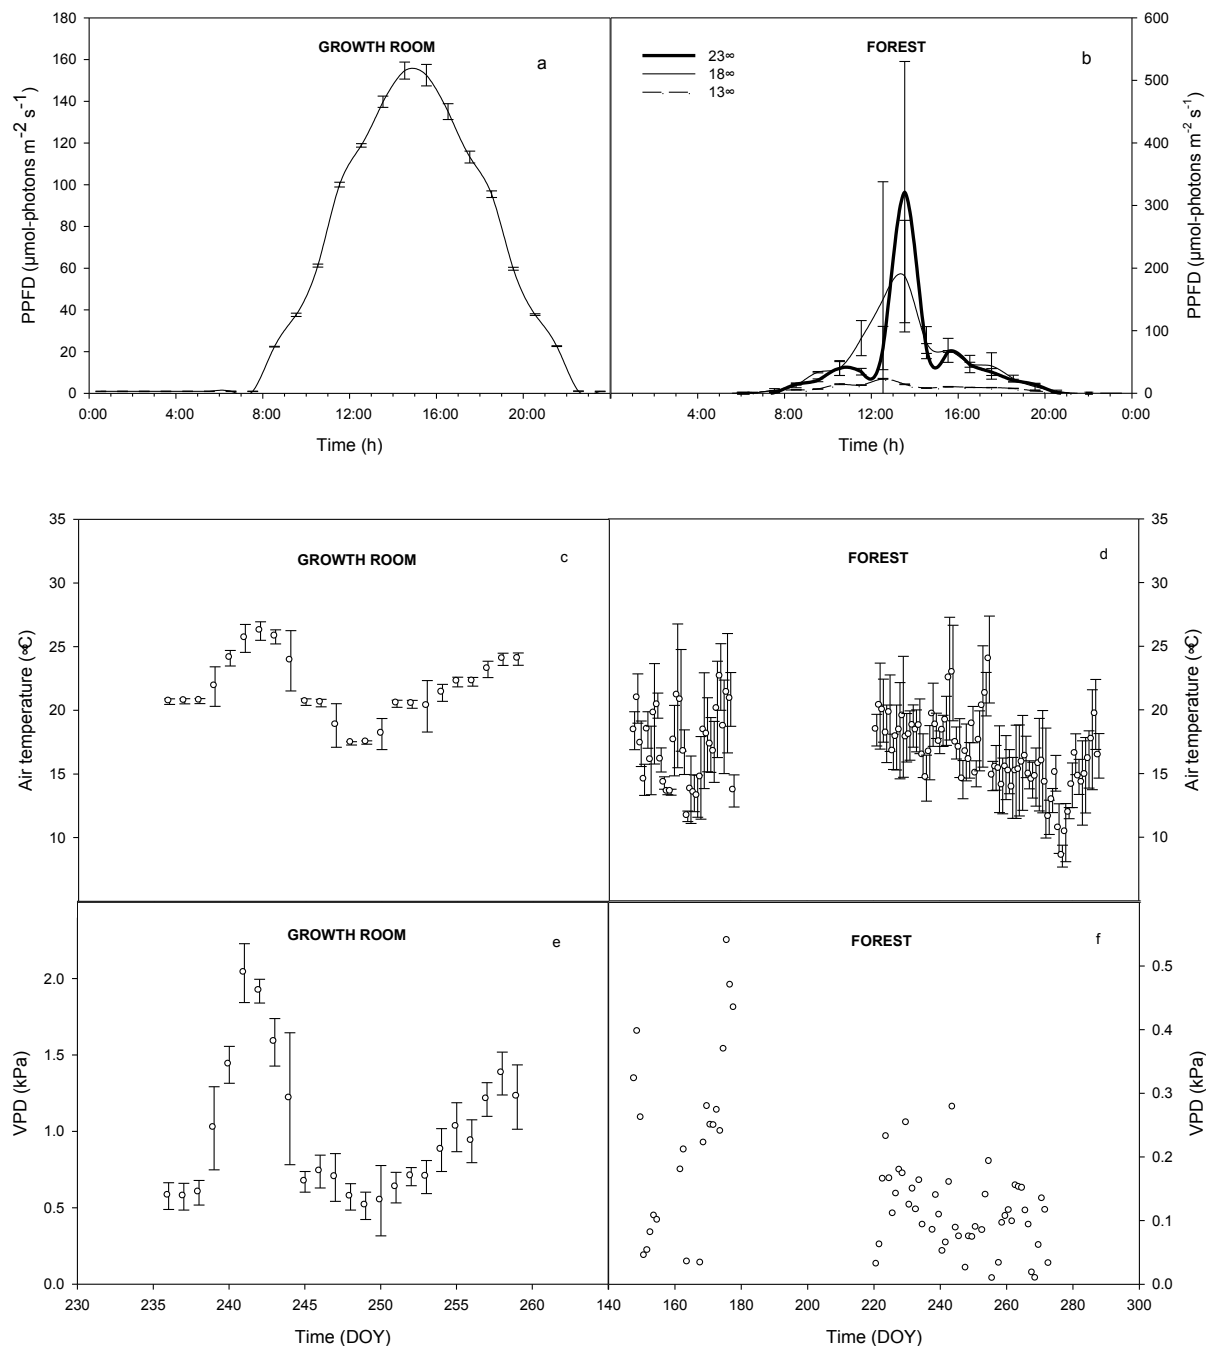 GROWTH ROOM
a
180
160
140
120
100
80
60
40
20
0
PPFD (µmol-photons m-2 s-1)
0:00 4:00 8:00 12:00 16:00 20:00
Time (h)
FOREST
b
23∞
18∞
13∞
600
500
400
300
200
100
0
PPFD (µmol-photons m-2 s-1)
4:00 8:00 12:00 16:00 20:00 0:00
Time (h)
GROWTH ROOM
c
35
30
25
20
15
10
Air temperature (∞C)
FOREST
d
35
30
25
20
15
10
Air temperature (∞C)
GROWTH ROOM
e
2.0
1.5
1.0
0.5
0.0
VPD (kPa)
230 235 240 245 250 255 260
Time (DOY)
FOREST
f
0.5
0.4
0.3
0.2
0.1
0.0
VPD (kPa)
140 160 180 200 220 240 260 280 300
Time (DOY)